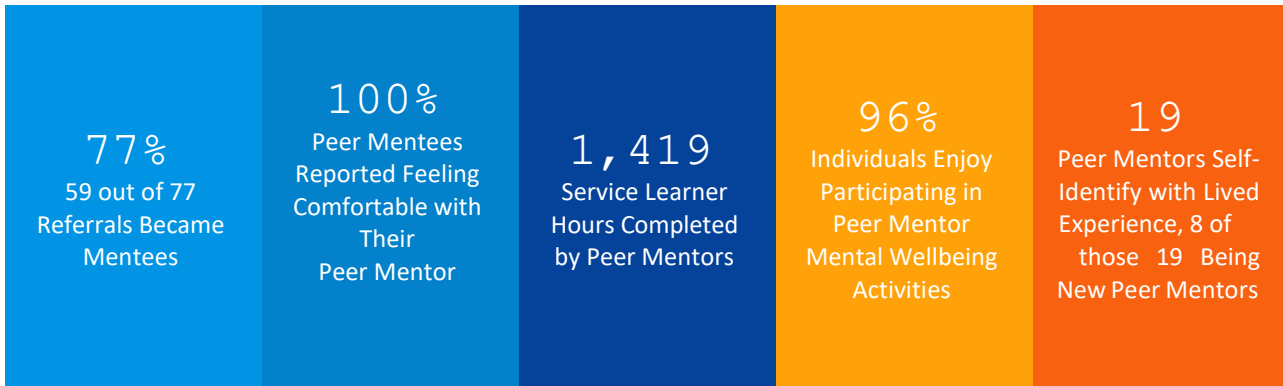 77%
59 out of 77
Referrals Became
Mentees
100%
Peer Mentees
Reported Feeling
Comfortable with
Their
Peer Mentor
1,419
Service Learner
Hours Completed
by Peer Mentors
96%
Individuals Enjoy
Participating in
Peer Mentor
Mental Wellbeing
Activities
19
Peer Mentors Self-
Identify with Lived
Experience, 8 of
those 19 Being
New Peer Mentors